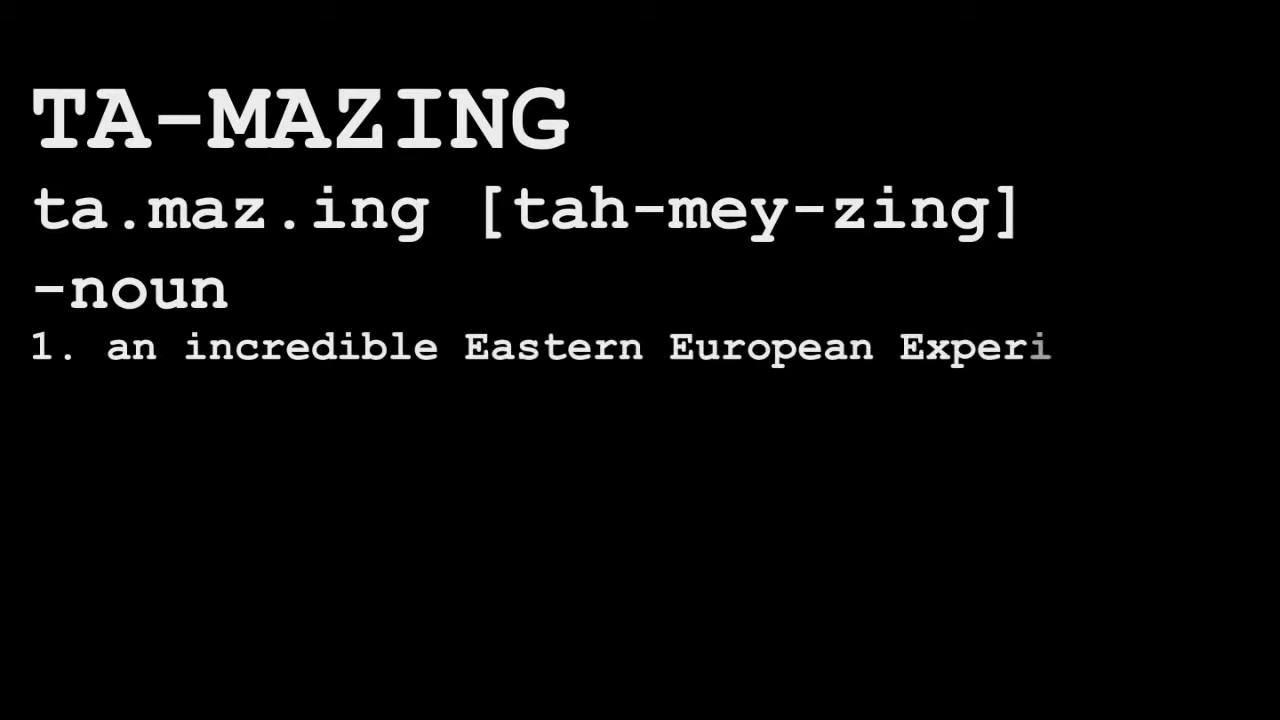 TA-MAZING
ta.maz.ing [tah-mey-zing]
-noun
1. an incredible Eastern European Experi